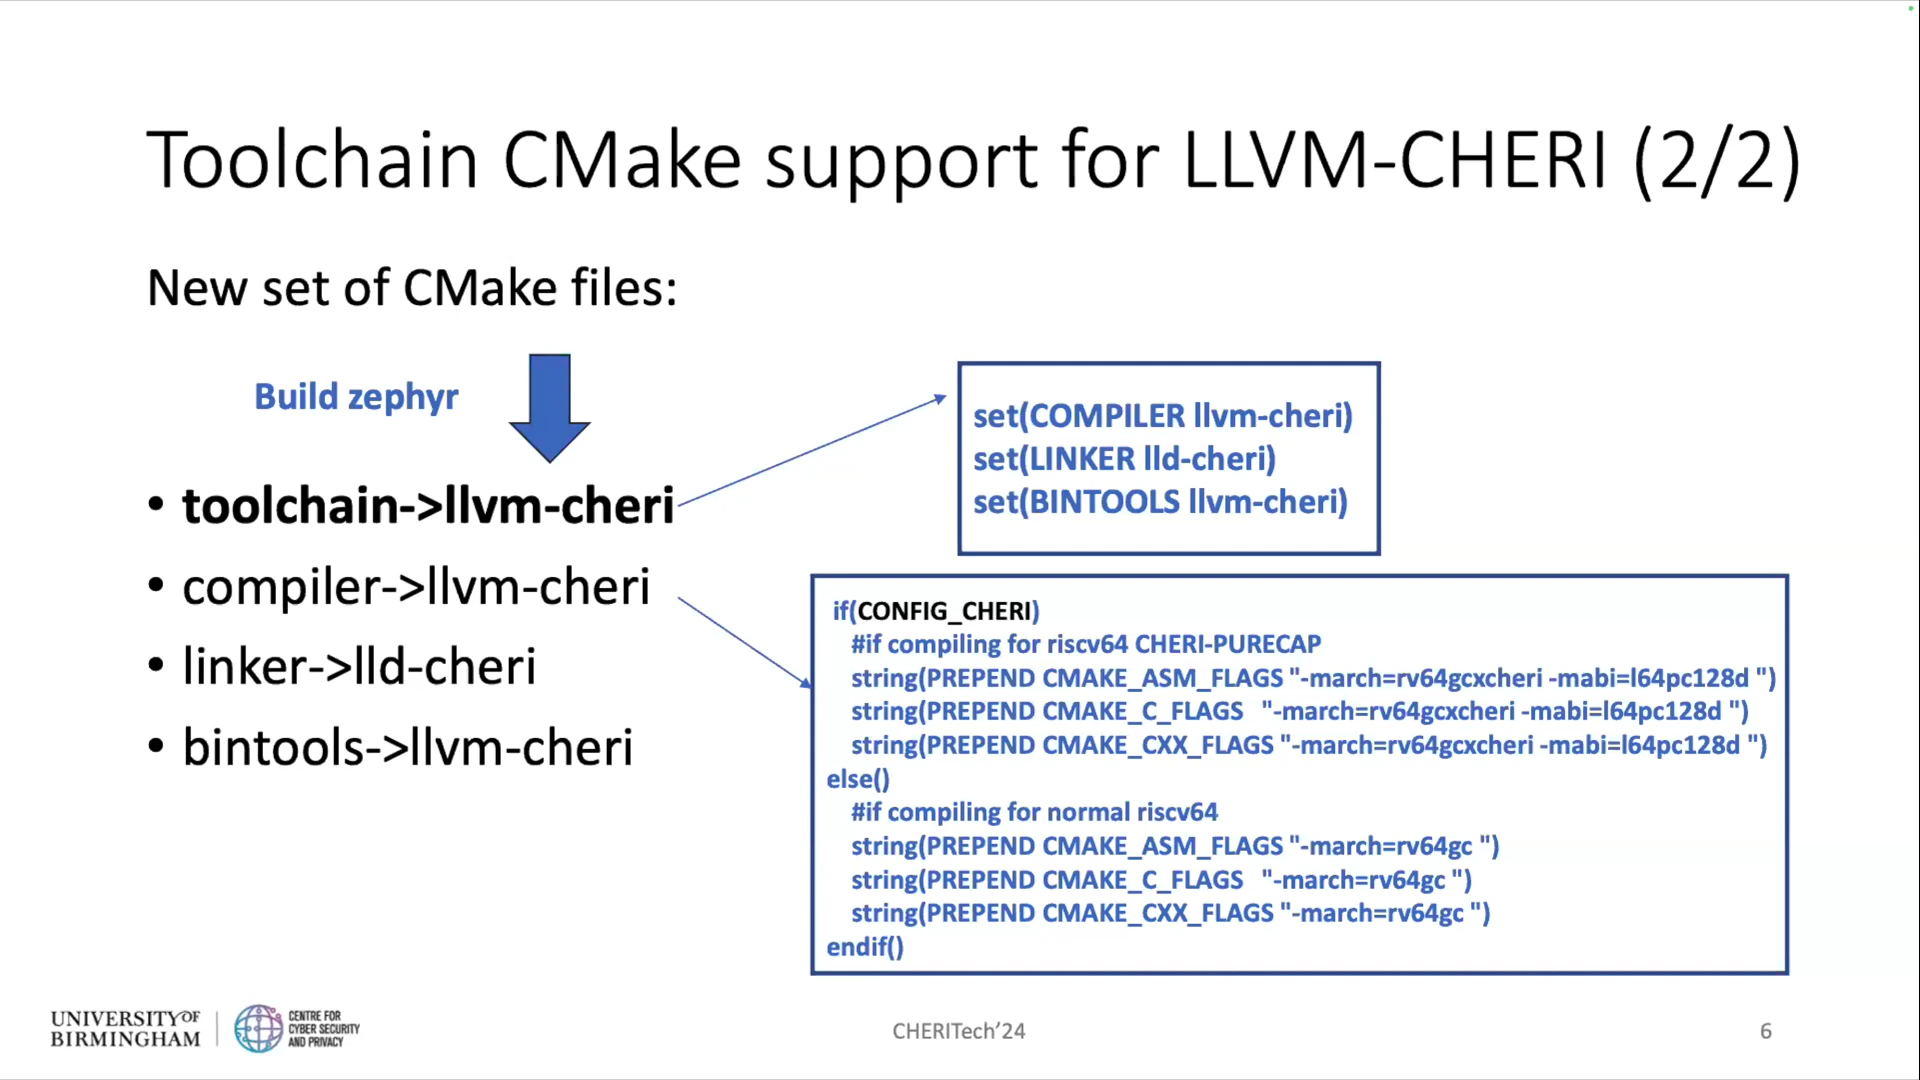 Toolchain CMake support for LLVM-CHERI (2/2)
New set of CMake files:
Build zephyr
• toolchain->llvm-cheri
• compiler->llvm-cheri
• linker->lld-cheri
• bintools->llvm-cheri
set(COMPILER llvm-cheri)
set(LINKER lld-cheri)
set(BINTOOLS llvm-cheri)
if(CONFIG_CHERI)
#if compiling for riscv64 CHERI-PURECAP
string(PREPEND CMAKE_ASM_FLAGS "-march=rv64gcxcheri -mabi=l64pc128d ")
string(PREPEND CMAKE_C_FLAGS "-march=rv64gcxcheri -mabi=l64pc128d ")
string(PREPEND CMAKE_CXX_FLAGS "-march=rv64gcxcheri -mabi=l64pc128d ")
else()
#if compiling for normal riscv64
string(PREPEND CMAKE_ASM_FLAGS "-march=rv64gc ")
string(PREPEND CMAKE_C_FLAGS "-march=rv64gc ")
string(PREPEND CMAKE_CXX_FLAGS "-march=rv64gc ")
endif()
UNIVERSITY OF
BIRMINGHAM
CENTRE FOR
CYBER SECURITY
AND PRIVACY
CHERITech’24
6